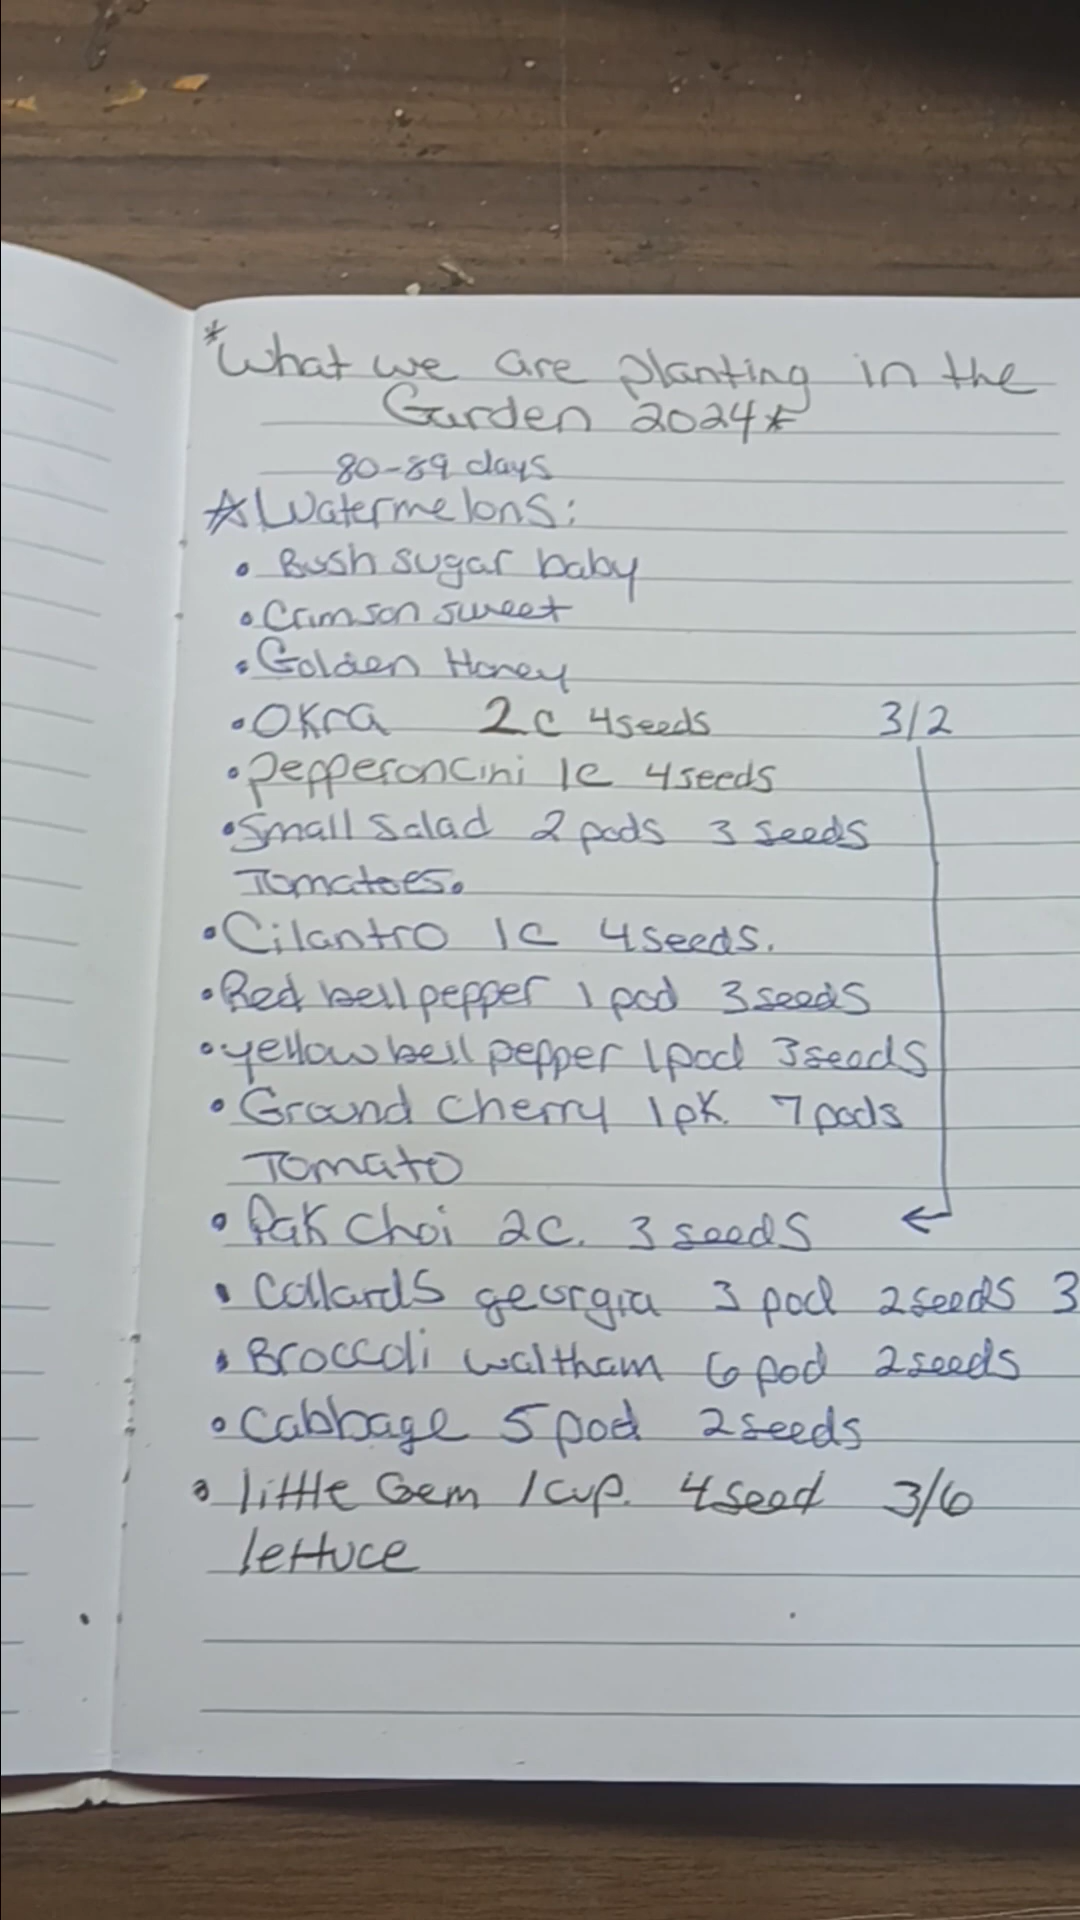 *What we are planting in the
Garden 2024*
80-89 days
☆Watermelons:
• Bush sugar baby
• Crimson sweet
• Golden Honey
• Okra 2c 4seeds 3/2
• Pepperoncini 1c 4seeds
• Small Salad 2 pods 3 seeds
Tomatoes.
• Cilantro 1c 4seeds.
• Red bell pepper 1 pod 3seeds
• yellow bell pepper 1pod 3seeds
• Ground Cherry 1pk. 7pods
Tomato
• Pak Choi 2c. 3 seeds ←
• Collards georgia 3 pod 2seeds 3
• Broccoli waltham 6 pod 2seeds
• Cabbage 5 pod 2seeds
• little Gem 1cup. 4seed 3/6
lettuce